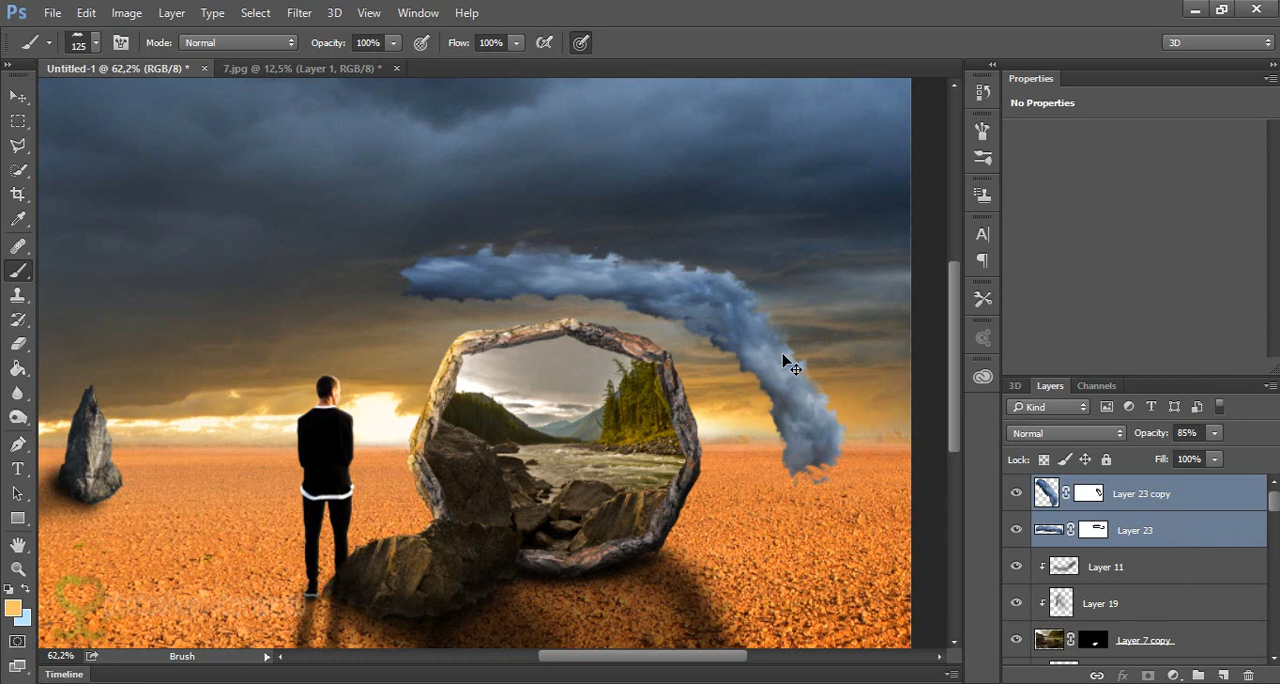 Ps File Edit Image Layer Type Select Filter 3D View Window Help
125 Mode: Normal Opacity: 100% Flow: 100% 3D
Untitled-1 @ 62,2% (RGB/8) * × 7.jpg @ 12,5% (Layer 1, RGB/8) * ×
Properties
No Properties
3D Layers Channels
Kind
Normal Opacity: 85%
Lock: Fill: 100%
Layer 23 copy
Layer 23
Layer 11
Layer 19
Layer 7 copy
62,2% Brush
Timeline